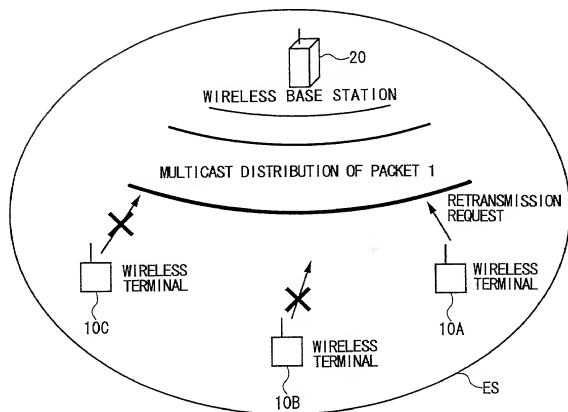 20
WIRELESS BASE STATION
MULTICAST DISTRIBUTION OF PACKET 1
RETRANSMISSION
REQUEST
WIRELESS
TERMINAL
10C
WIRELESS
TERMINAL
10B
WIRELESS
TERMINAL
10A
ES